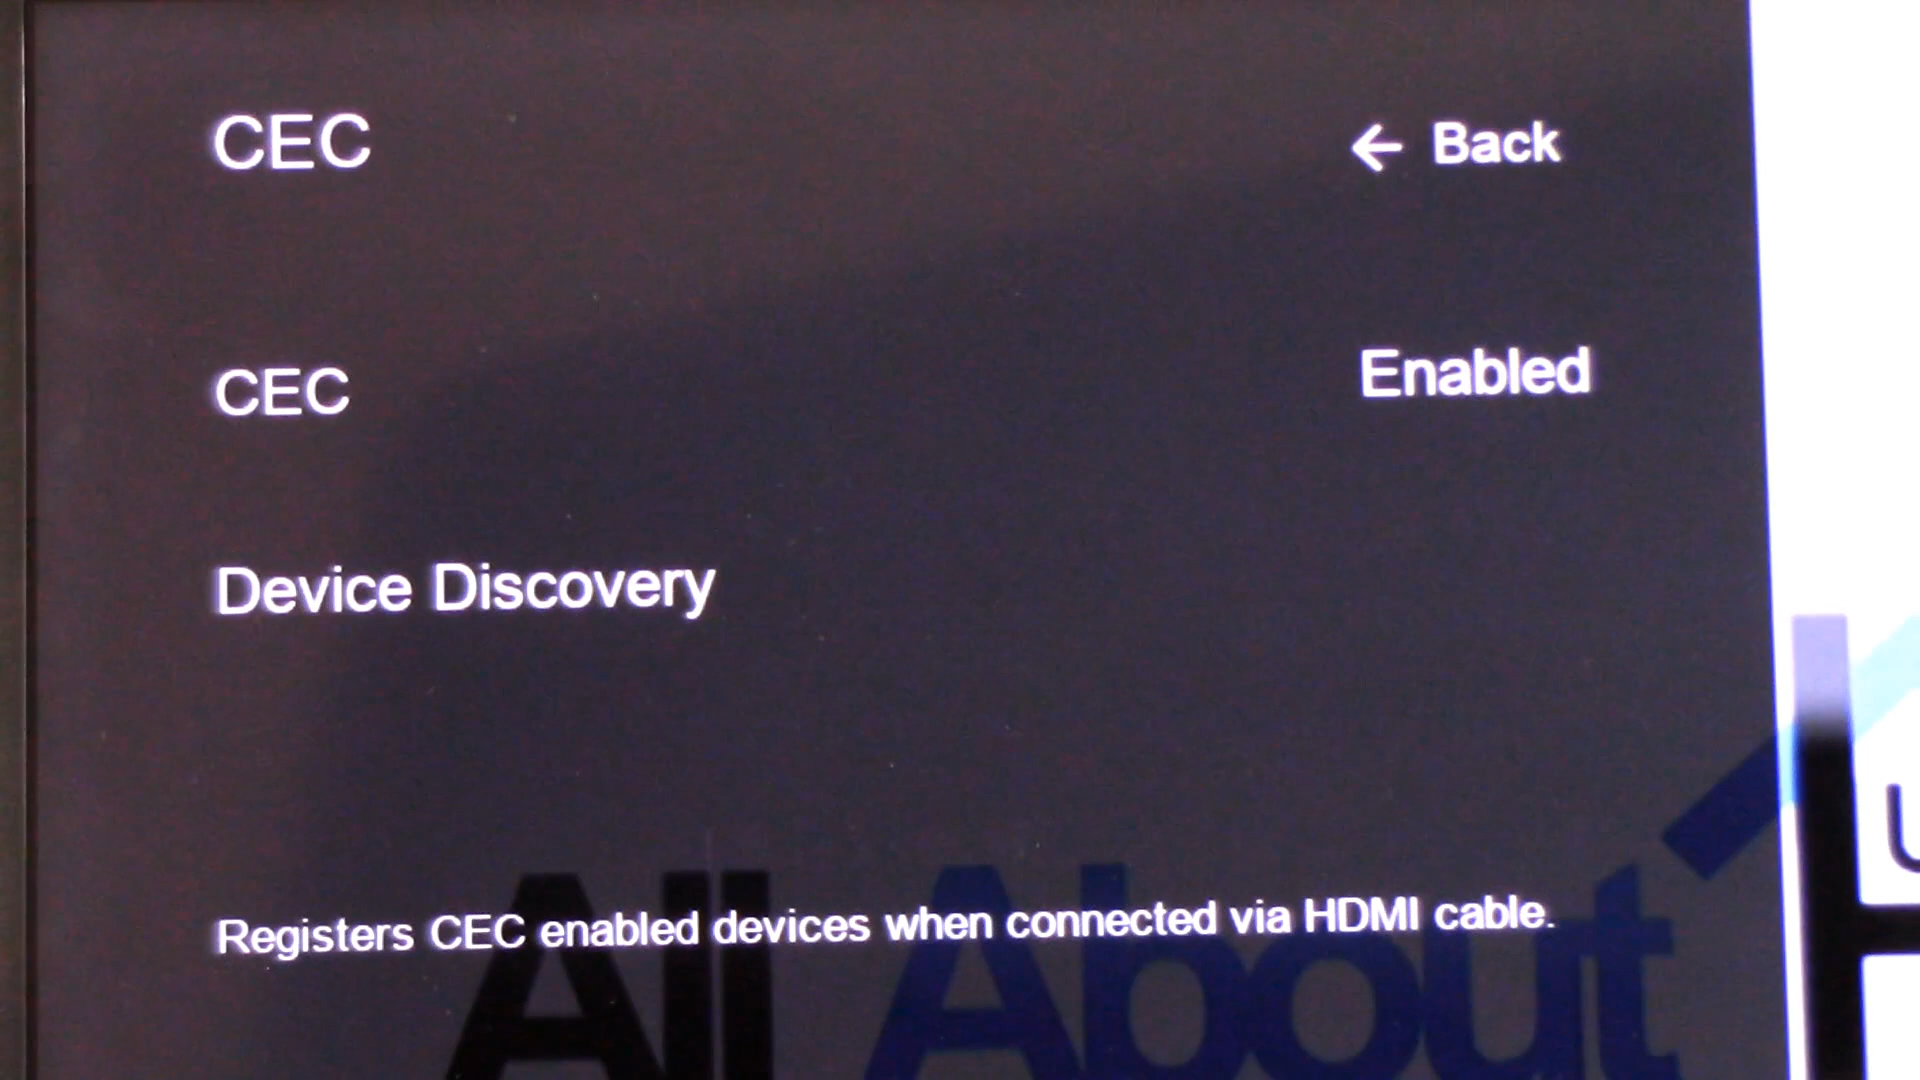 CEC
← Back
CEC Enabled
Device Discovery
Registers CEC enabled devices when connected via HDMI cable.
All About